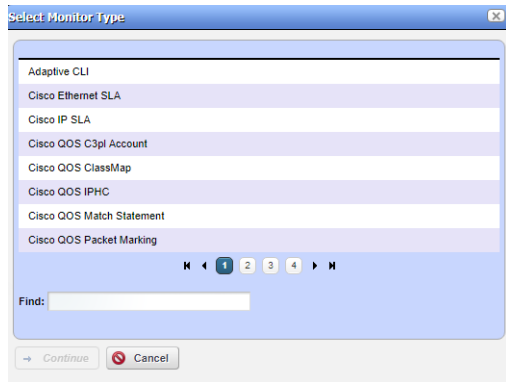 Select Monitor Type
Adaptive CLI
Cisco Ethernet SLA
Cisco IP SLA
Cisco QOS C3pl Account
Cisco QOS ClassMap
Cisco QOS IPHC
Cisco QOS Match Statement
Cisco QOS Packet Marking
1 2 3 4
Find:
Continue Cancel